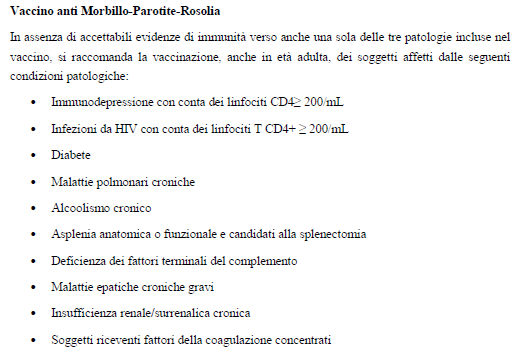 Vaccino anti Morbillo-Parotite-Rosolia
In assenza di accettabili evidenze di immunità verso anche una sola delle tre patologie incluse nel
vaccino, si raccomanda la vaccinazione, anche in età adulta, dei soggetti affetti dalle seguenti
condizioni patologiche:
• Immunodepressione con conta dei linfociti CD4≥ 200/mL
• Infezioni da HIV con conta dei linfociti T CD4+ ≥ 200/mL
• Diabete
• Malattie polmonari croniche
• Alcoolismo cronico
• Asplenia anatomica o funzionale e candidati alla splenectomia
• Deficienza dei fattori terminali del complemento
• Malattie epatiche croniche gravi
• Insufficienza renale/surrenalica cronica
• Soggetti riceventi fattori della coagulazione concentrati